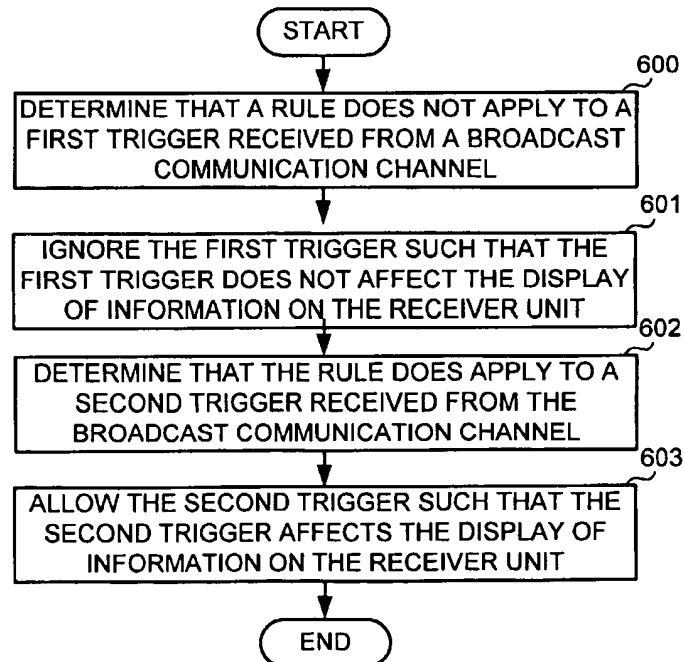 START
600
DETERMINE THAT A RULE DOES NOT APPLY TO A
FIRST TRIGGER RECEIVED FROM A BROADCAST
COMMUNICATION CHANNEL
601
IGNORE THE FIRST TRIGGER SUCH THAT THE
FIRST TRIGGER DOES NOT AFFECT THE DISPLAY
OF INFORMATION ON THE RECEIVER UNIT
602
DETERMINE THAT THE RULE DOES APPLY TO A
SECOND TRIGGER RECEIVED FROM THE
BROADCAST COMMUNICATION CHANNEL
603
ALLOW THE SECOND TRIGGER SUCH THAT THE
SECOND TRIGGER AFFECTS THE DISPLAY OF
INFORMATION ON THE RECEIVER UNIT
END